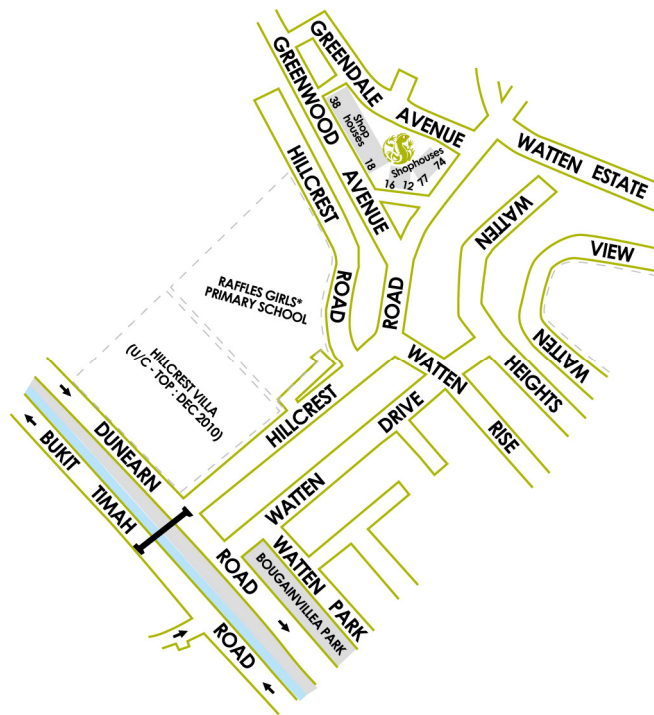 GREENDALE
AVENUE
GREENWOOD
AVENUE
38
Shop
houses
18
Shophouses
16
12
77
74
WATTEN ESTATE
HILLCREST
ROAD
ROAD
WATTEN
HEIGHTS
VIEW
WATTEN
RAFFLES GIRLS*
PRIMARY SCHOOL
HILLCREST VILLA
(U/C - TOP : DEC 2010)
HILLCREST
WATTEN
RISE
WATTEN
DRIVE
DUNEARN
ROAD
BUKIT
TIMAH
ROAD
WATTEN PARK
BOUGAINVILLEA PARK